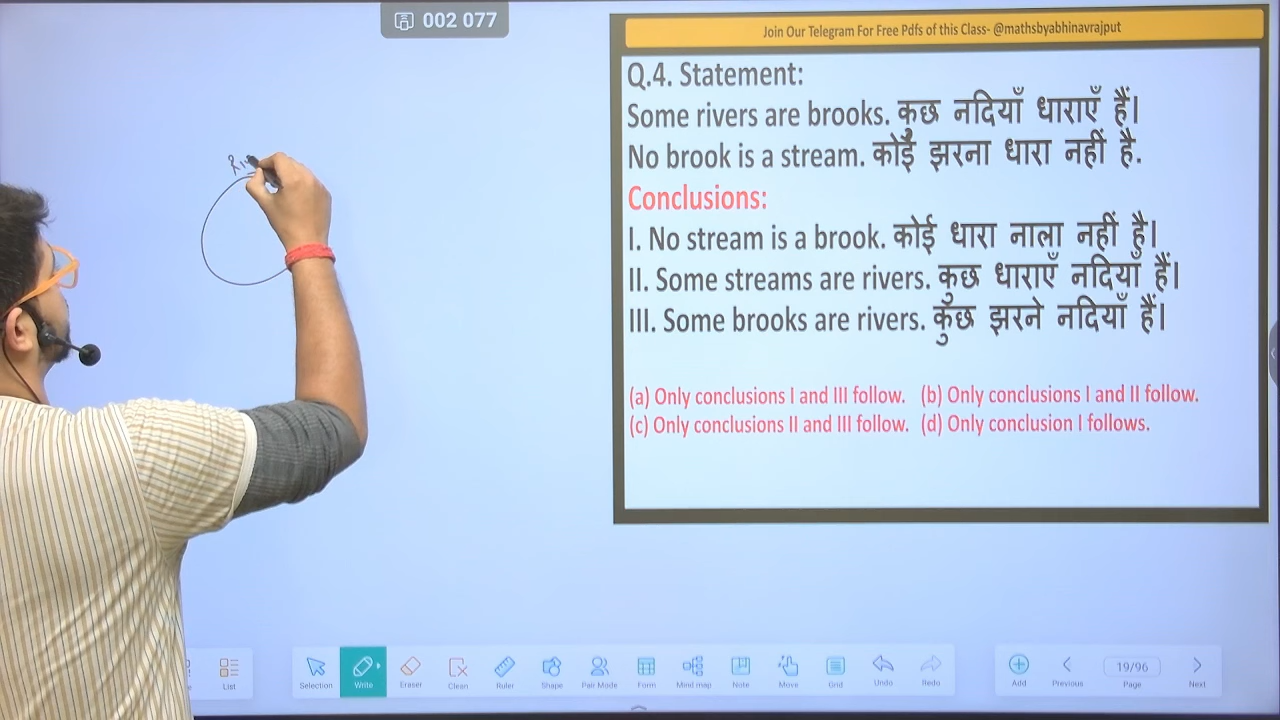 002 077
Join Our Telegram For Free Pdfs of this Class- @mathsbyabhinavrajput
Q.4. Statement:
Some rivers are brooks. कुछ नदियाँ धाराएँ हैं।
No brook is a stream. कोई झरना धारा नहीं है.
Conclusions:
I. No stream is a brook. कोई धारा नाला नहीं है।
II. Some streams are rivers. कुछ धाराएँ नदियाँ हैं।
III. Some brooks are rivers. कुछ झरने नदियाँ हैं।
(a) Only conclusions I and III follow. (b) Only conclusions I and II follow.
(c) Only conclusions II and III follow. (d) Only conclusion I follows.
List Selection Write Eraser Clean Ruler Shape Pair Mode Form Mind map Note Move Grid Undo Redo Add Previous 19/96 Page Next